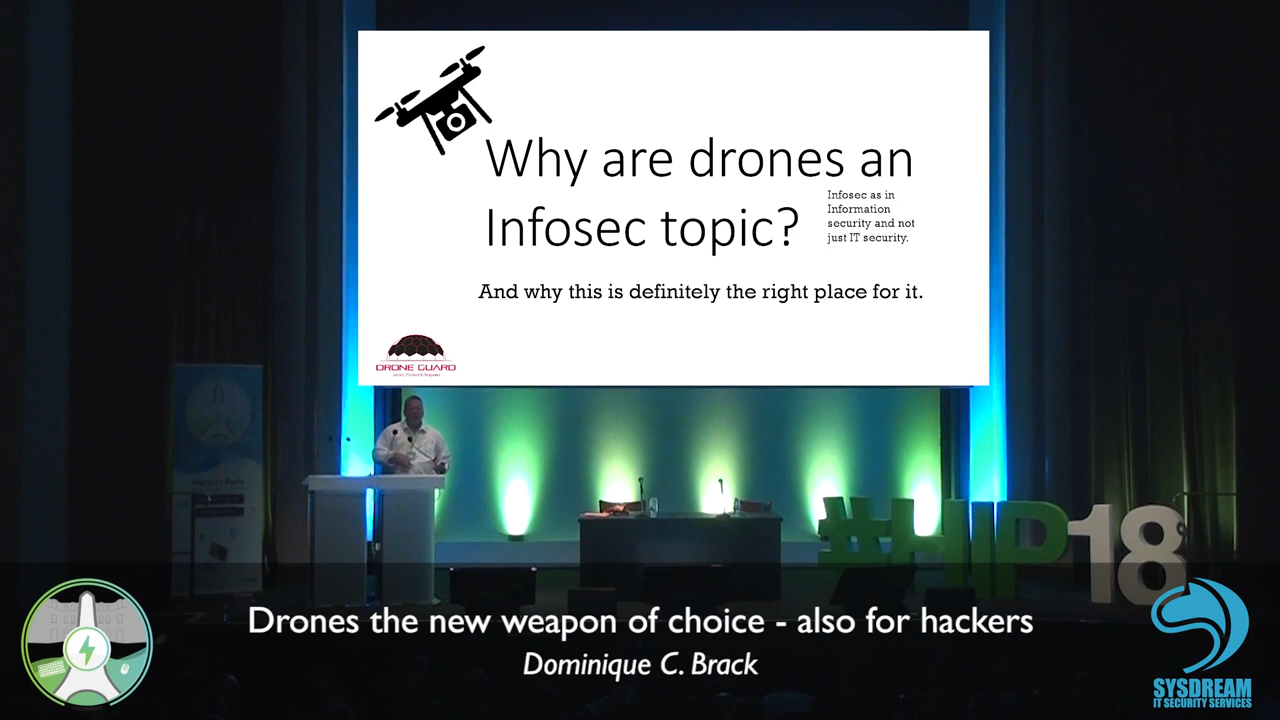 Why are drones an
Infosec topic?
Infosec as in
Information
security and not
just IT security.
And why this is definitely the right place for it.
DRONE GUARD
#HIP18
Drones the new weapon of choice - also for hackers
Dominique C. Brack
SYSDREAM
IT SECURITY SERVICES